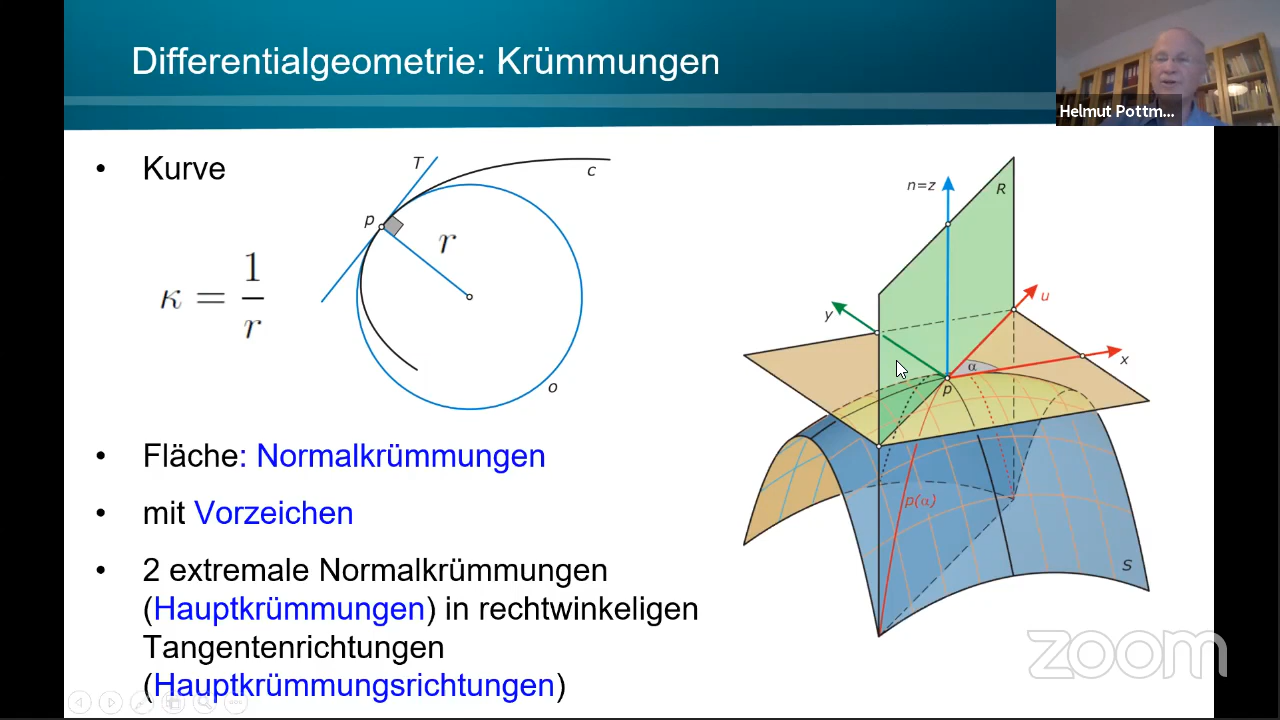 Differentialgeometrie: Krümmungen
Helmut Pottm...
• Kurve
T
c
p
r
κ = 1/r
o
n=z
R
y
u
x
α
p
p(α)
S
• Fläche: Normalkrümmungen
• mit Vorzeichen
• 2 extremale Normalkrümmungen
(Hauptkrümmungen) in rechtwinkeligen
Tangentenrichtungen
(Hauptkrümmungsrichtungen)
zoom